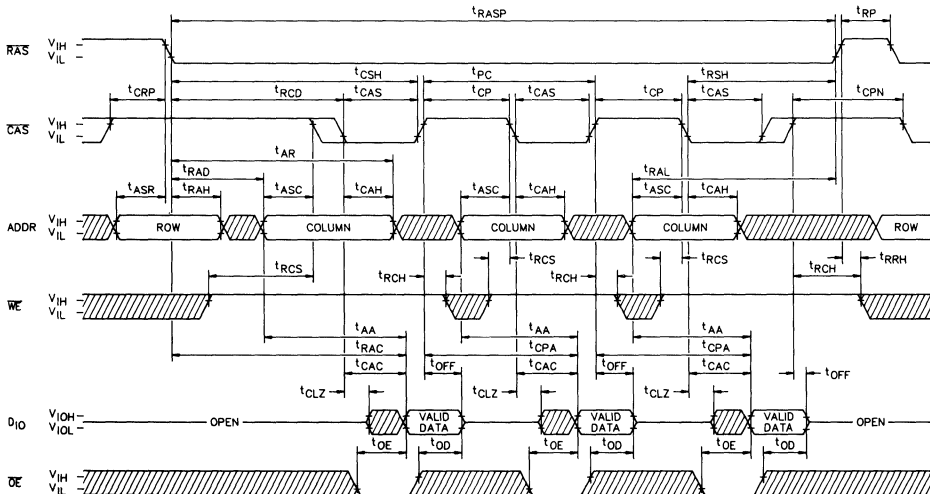 tRASP tRP
RAS VIH
VIL
tCSH tPC tRSH
tCRP tRCD tCAS tCP tCAS tCP tCAS tCPN
CAS VIH
VIL
tAR
tRAD tRAL
tASR tRAH tASC tCAH tASC tCAH tASC tCAH
ADDR VIH
VIL
ROW COLUMN COLUMN COLUMN ROW
tRCS tRCH tRCS tRCH tRCS tRCH tRRH
WE VIH
VIL
tAA tAA tAA
tRAC tCPA tCPA
tCAC tOFF tCAC tOFF tCAC tOFF
tCLZ tCLZ tCLZ
DIO VIOH
VIOL
OPEN VALID DATA VALID DATA VALID DATA OPEN
tOE tOD tOE tOD tOE tOD
OE VIH
VIL